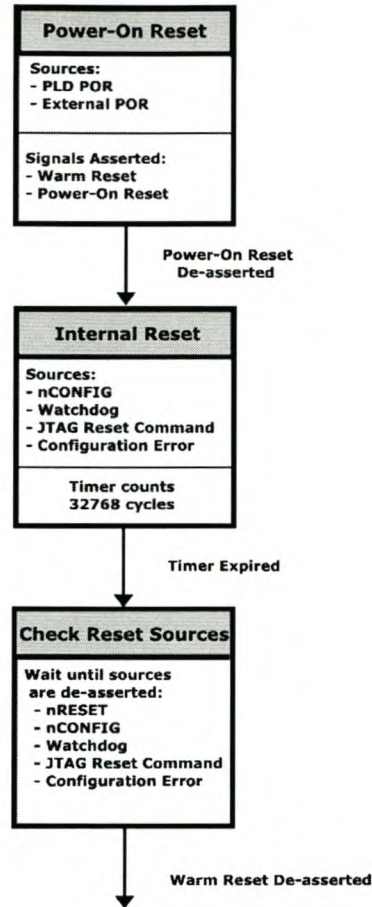 Power-On Reset
Sources:
- PLD POR
- External POR
Signals Asserted:
- Warm Reset
- Power-On Reset
Power-On Reset
De-asserted
Internal Reset
Sources:
- nCONFIG
- Watchdog
- JTAG Reset Command
- Configuration Error
Timer counts
32768 cycles
Timer Expired
Check Reset Sources
Wait until sources
are de-asserted:
- nRESET
- nCONFIG
- Watchdog
- JTAG Reset Command
- Configuration Error
Warm Reset De-asserted